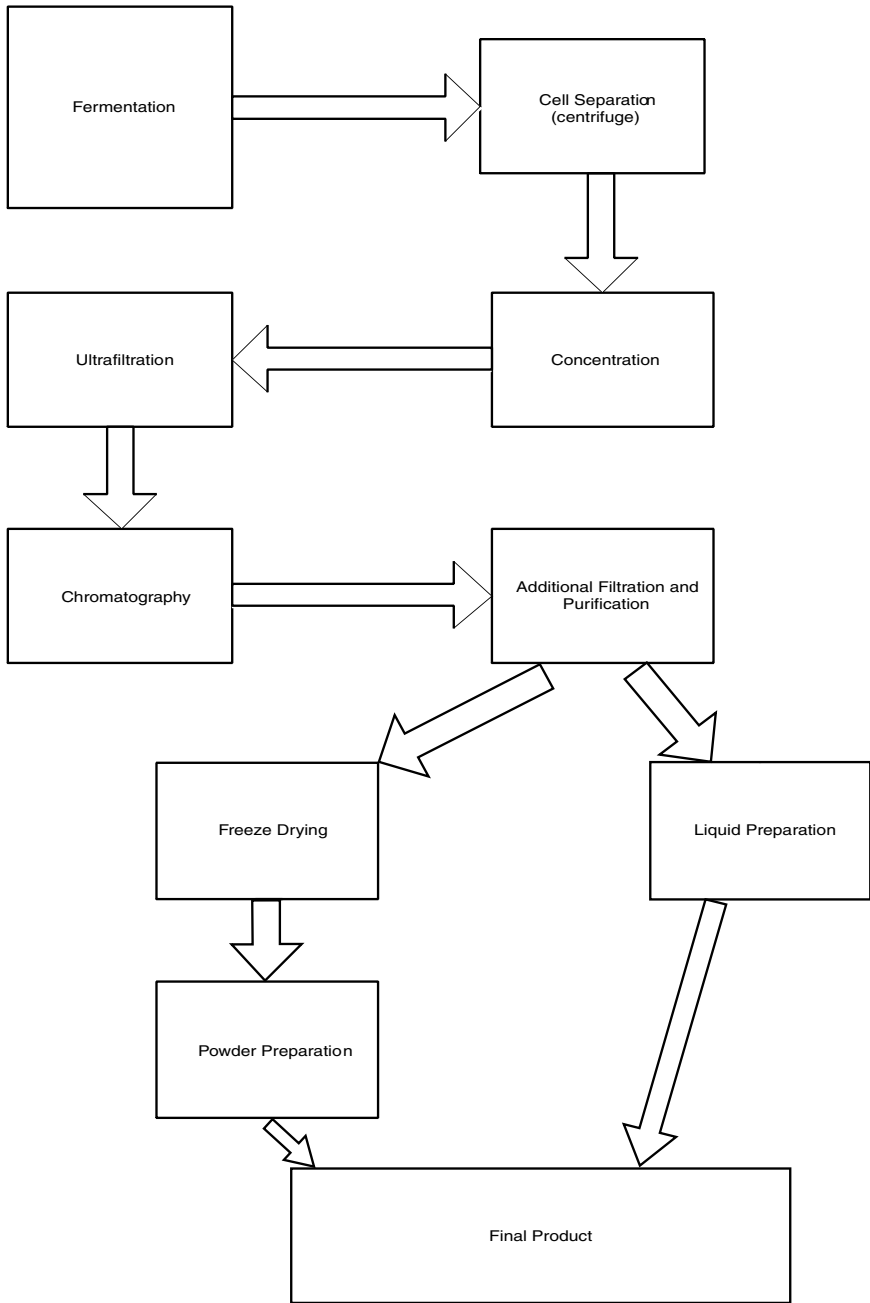 Fermentation
Cell Separation
(centrifuge)
Concentration
Ultrafiltration
Chromatography
Additional Filtration and
Purification
Freeze Drying
Liquid Preparation
Powder Preparation
Final Product